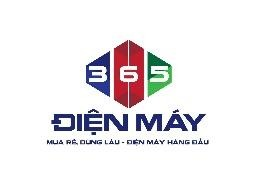 365
ĐIỆN MÁY
MUA RẺ, DÙNG LÂU - ĐIỆN MÁY HÀNG ĐẦU